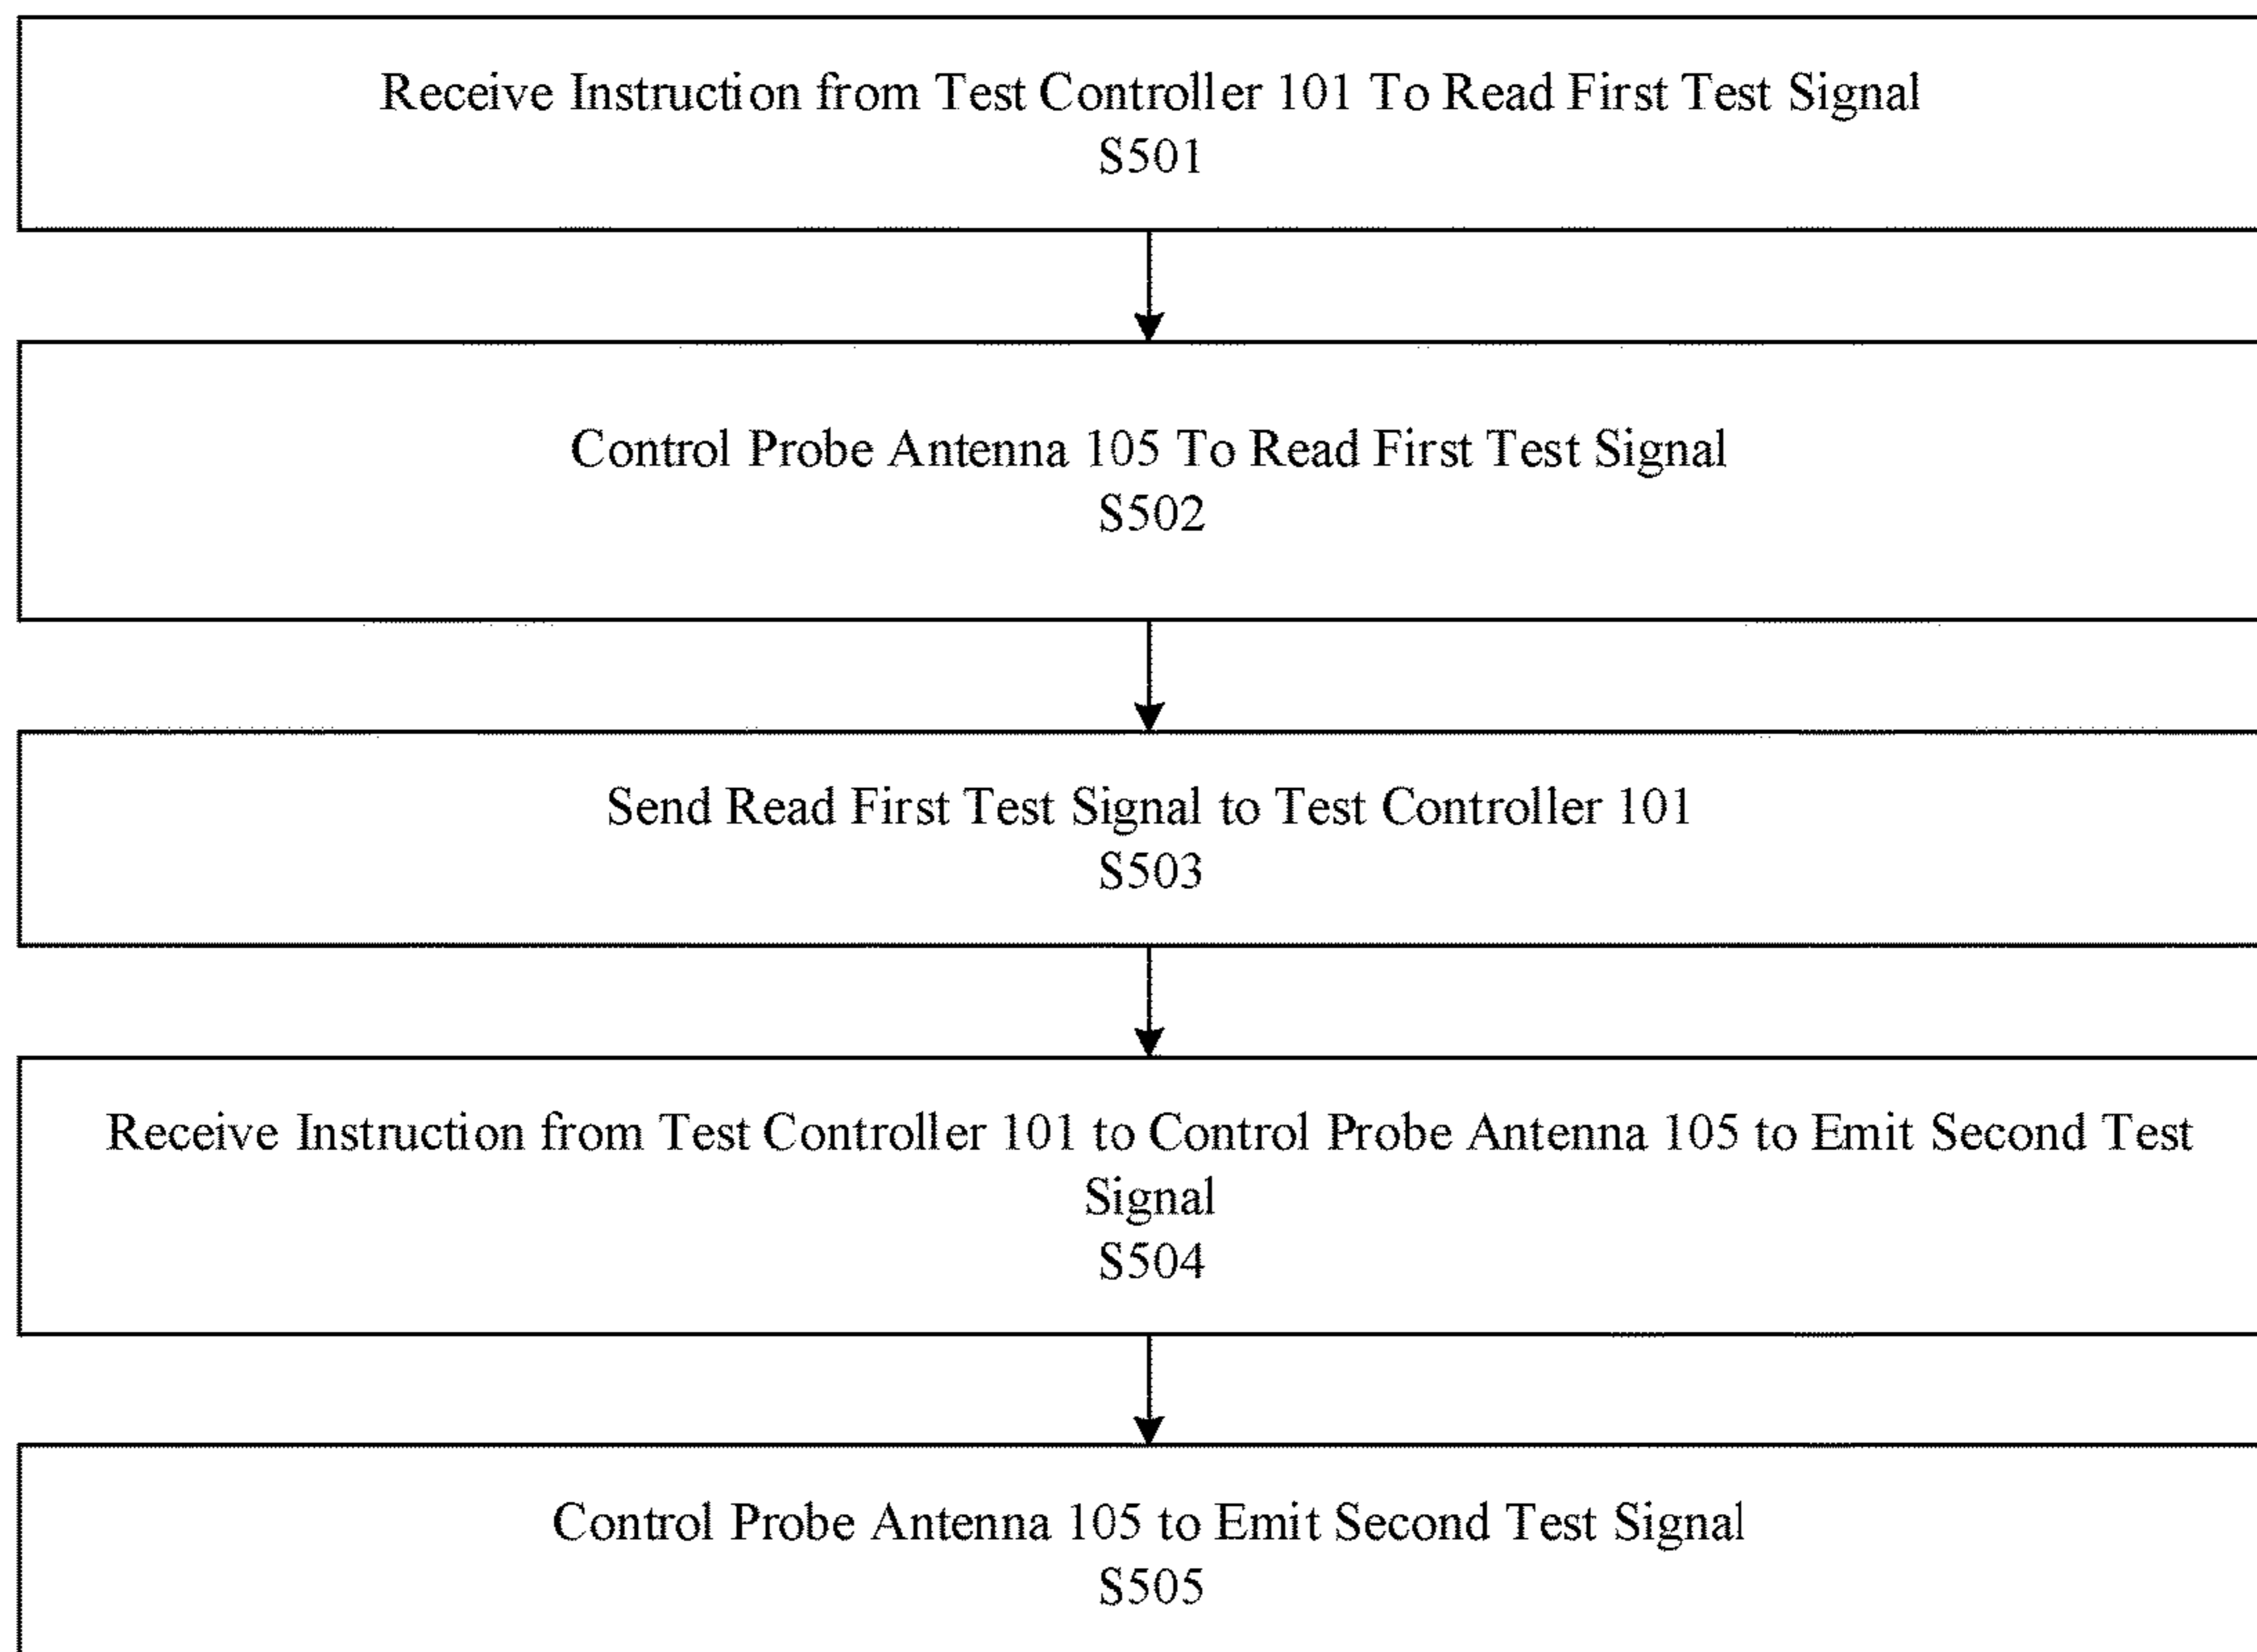 Receive Instruction from Test Controller 101 To Read First Test Signal
S501
Control Probe Antenna 105 To Read First Test Signal
S502
Send Read First Test Signal to Test Controller 101
S503
Receive Instruction from Test Controller 101 to Control Probe Antenna 105 to Emit Second Test
Signal
S504
Control Probe Antenna 105 to Emit Second Test Signal
S505